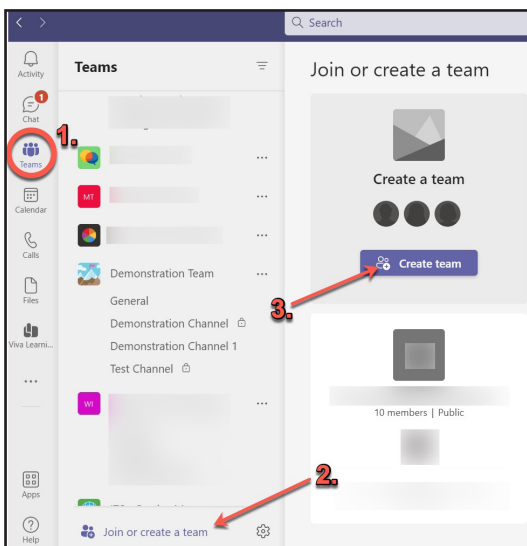 Search
Activity
Chat
1
1.
Teams
Calendar
Calls
Files
Viva Learni...
...
Apps
Help
Teams
MT
Demonstration Team
General
Demonstration Channel
Demonstration Channel 1
Test Channel
WI
2.
Join or create a team
Join or create a team
Create a team
Create team
3.
10 members | Public